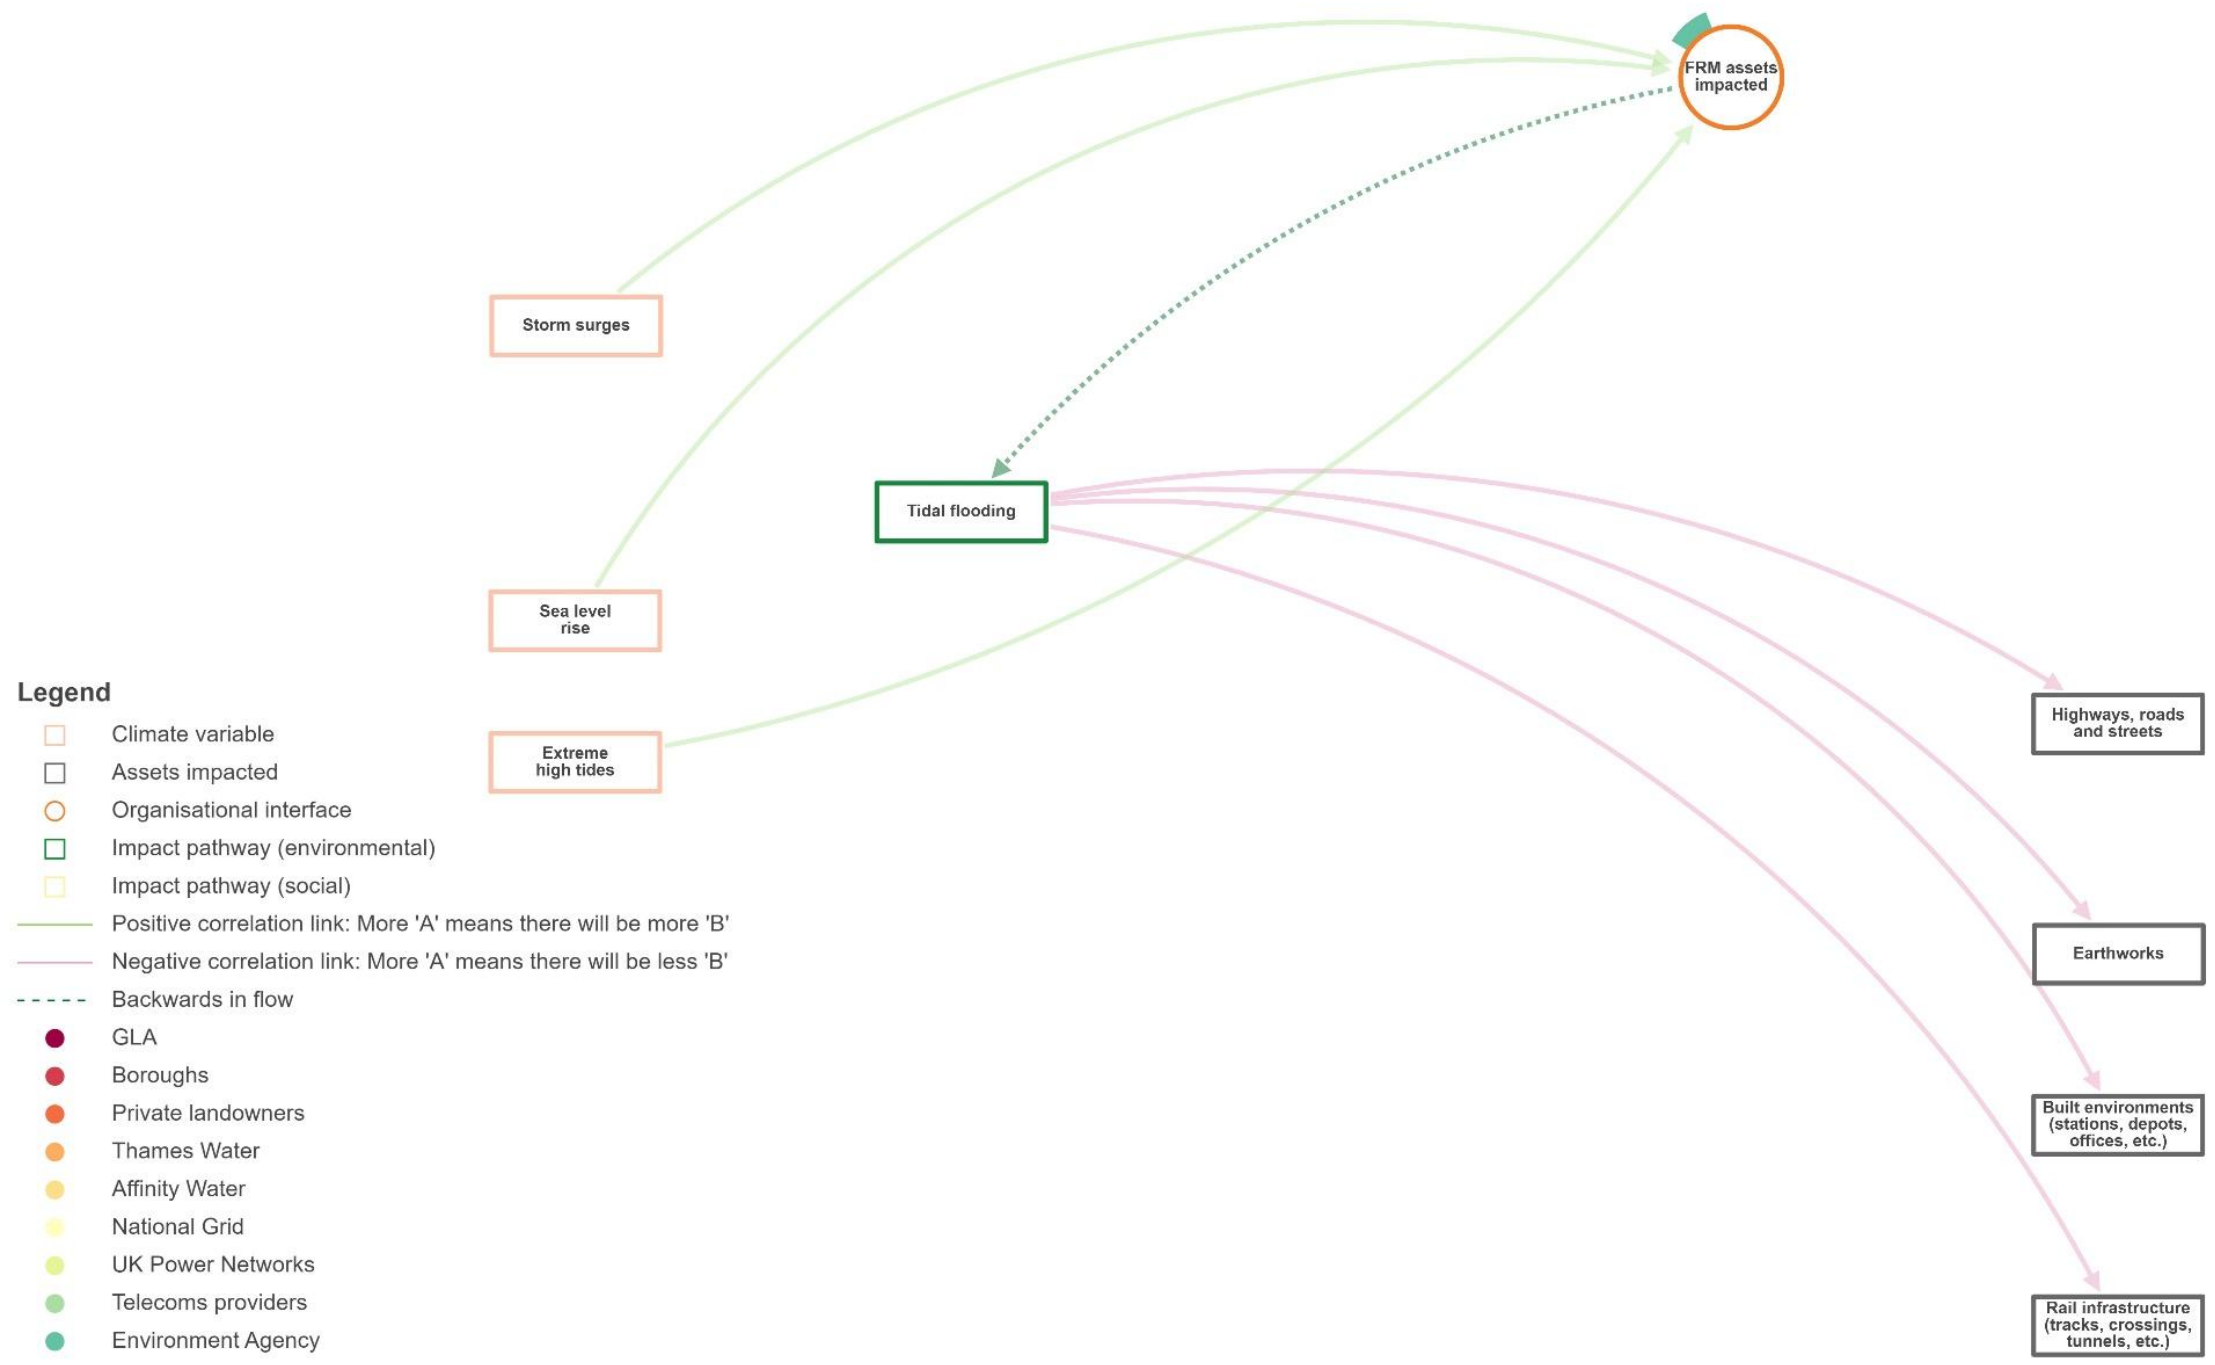 FRM assets
impacted
Storm surges
Tidal flooding
Sea level
rise
Extreme
high tides
Highways, roads
and streets
Earthworks
Built environments
(stations, depots,
offices, etc.)
Rail infrastructure
(tracks, crossings,
tunnels, etc.)
Legend
Climate variable
Assets impacted
Organisational interface
Impact pathway (environmental)
Impact pathway (social)
Positive correlation link: More 'A' means there will be more 'B'
Negative correlation link: More 'A' means there will be less 'B'
Backwards in flow
GLA
Boroughs
Private landowners
Thames Water
Affinity Water
National Grid
UK Power Networks
Telecoms providers
Environment Agency